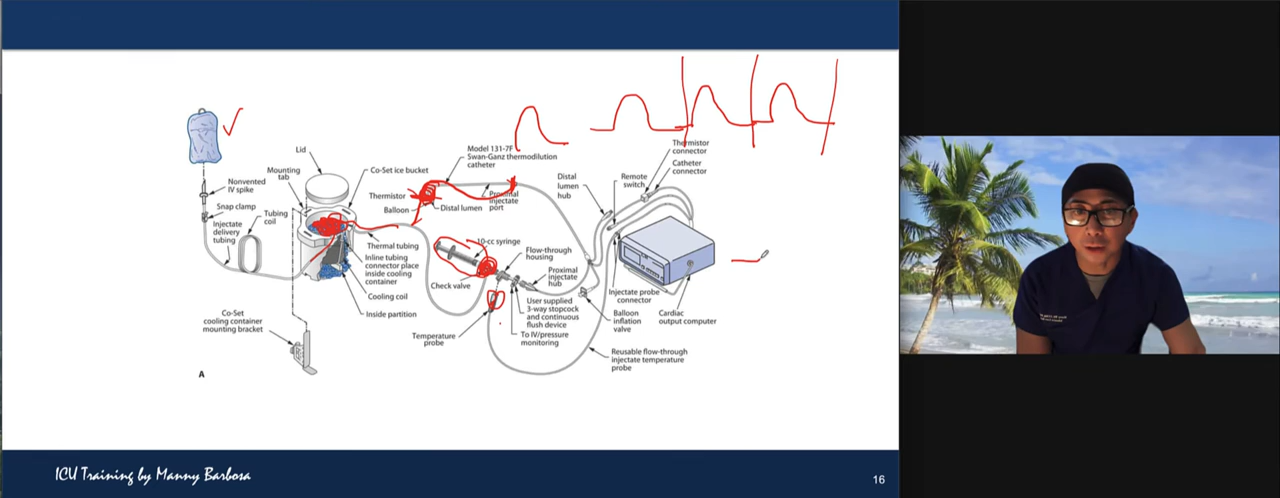 Model 131-7F
Swan-Ganz thermodilution
catheter
Thermistor
connector
Catheter
connector
Lid
Mounting
tab
Co-Set ice bucket
Distal
lumen
hub
Remote
switch
Nonvented
IV spike
Thermistor
Proximal
injectate
port
Balloon
Distal lumen
Snap clamp
Tubing
coil
Injectate
delivery
tubing
10-cc syringe
Flow-through
housing
Thermal tubing
Inline tubing
connector place
inside cooling
container
Proximal
injectate
hub
Check valve
Cooling coil
Inside partition
User supplied
3-way stopcock
and continuous
flush device
Injectate probe
connector
Balloon
inflation
valve
Cardiac
output computer
Co-Set
cooling container
mounting bracket
Temperature
probe
To IV/pressure
monitoring
Reusable flow-through
injectate temperature
probe
A
ICU Training by Manny Barbosa
16